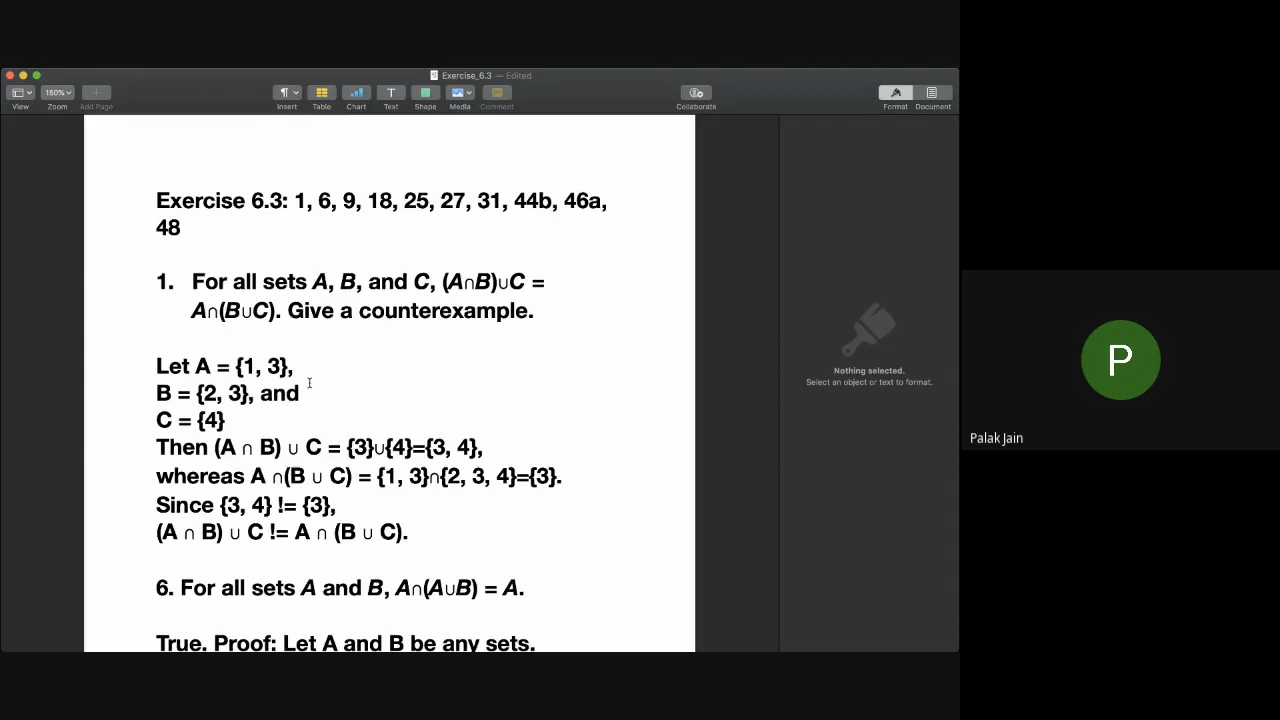 Exercise_6.3 — Edited
150%
View
Zoom
Add Page
Insert
Table
Chart
Text
Shape
Media
Comment
Collaborate
Format
Document
Exercise 6.3: 1, 6, 9, 18, 25, 27, 31, 44b, 46a,
48
1. For all sets A, B, and C, (A∩B)∪C =
A∩(B∪C). Give a counterexample.
Let A = {1, 3},
B = {2, 3}, and
C = {4}
Then (A ∩ B) ∪ C = {3}∪{4}={3, 4},
whereas A ∩(B ∪ C) = {1, 3}∩{2, 3, 4}={3}.
Since {3, 4} != {3},
(A ∩ B) ∪ C != A ∩ (B ∪ C).
6. For all sets A and B, A∩(A∪B) = A.
True. Proof: Let A and B be any sets.
Nothing selected.
Select an object or text to format.
P
Palak Jain